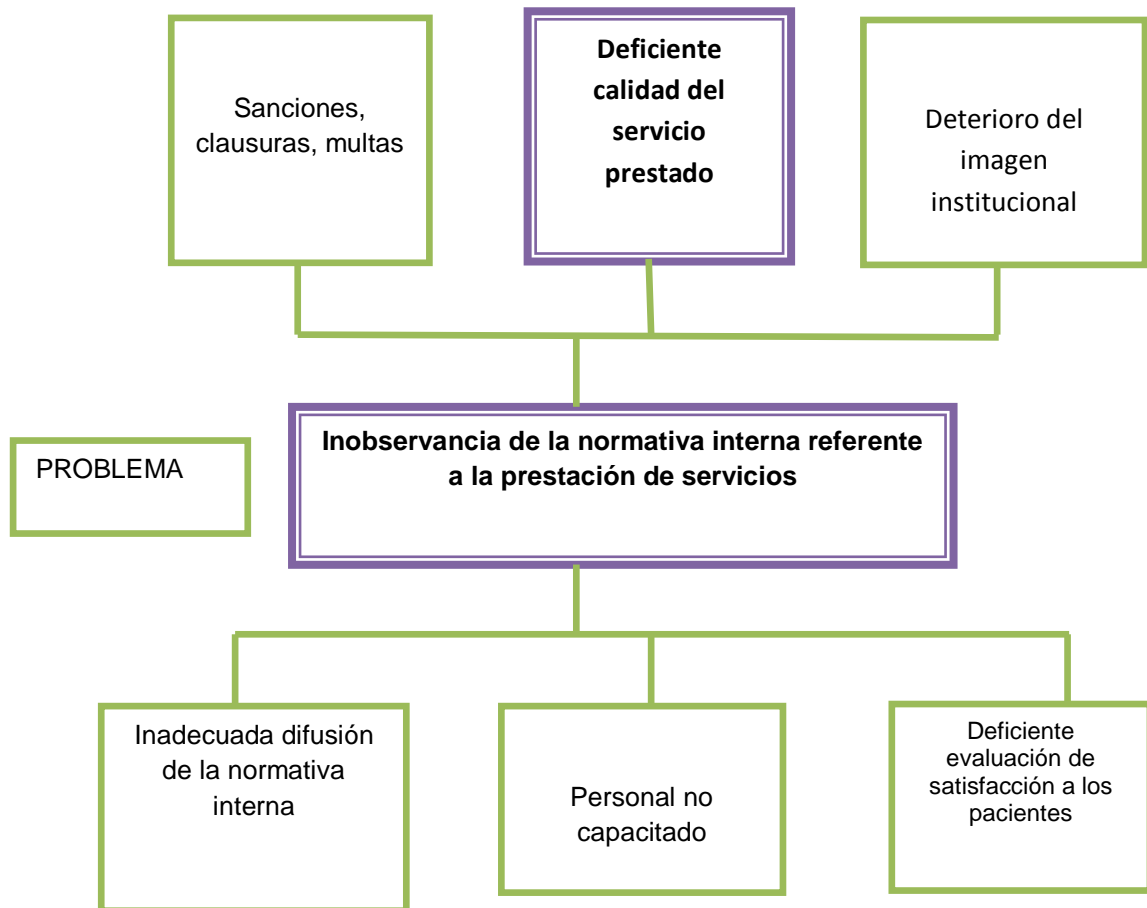 Sanciones,
clausuras, multas
Deficiente
calidad del
servicio
prestado
Deterioro del
imagen
institucional
PROBLEMA
Inobservancia de la normativa interna referente
a la prestación de servicios
Inadecuada difusión
de la normativa
interna
Personal no
capacitado
Deficiente
evaluación de
satisfacción a los
pacientes